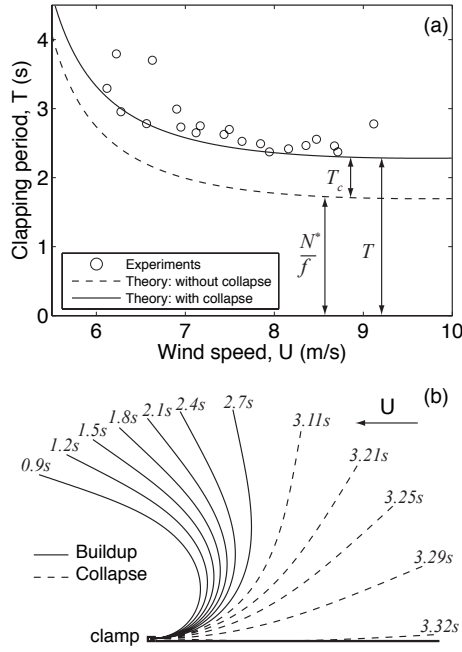 (a)
Clapping period, T (s)
4
3
2
1
0
T_c
N*
f
T
Experiments
Theory: without collapse
Theory: with collapse
6 7 8 9 10
Wind speed, U (m/s)
(b)
U
0.9s
1.2s
1.5s
1.8s
2.1s
2.4s
2.7s
3.11s
3.21s
3.25s
3.29s
3.32s
Buildup
Collapse
clamp